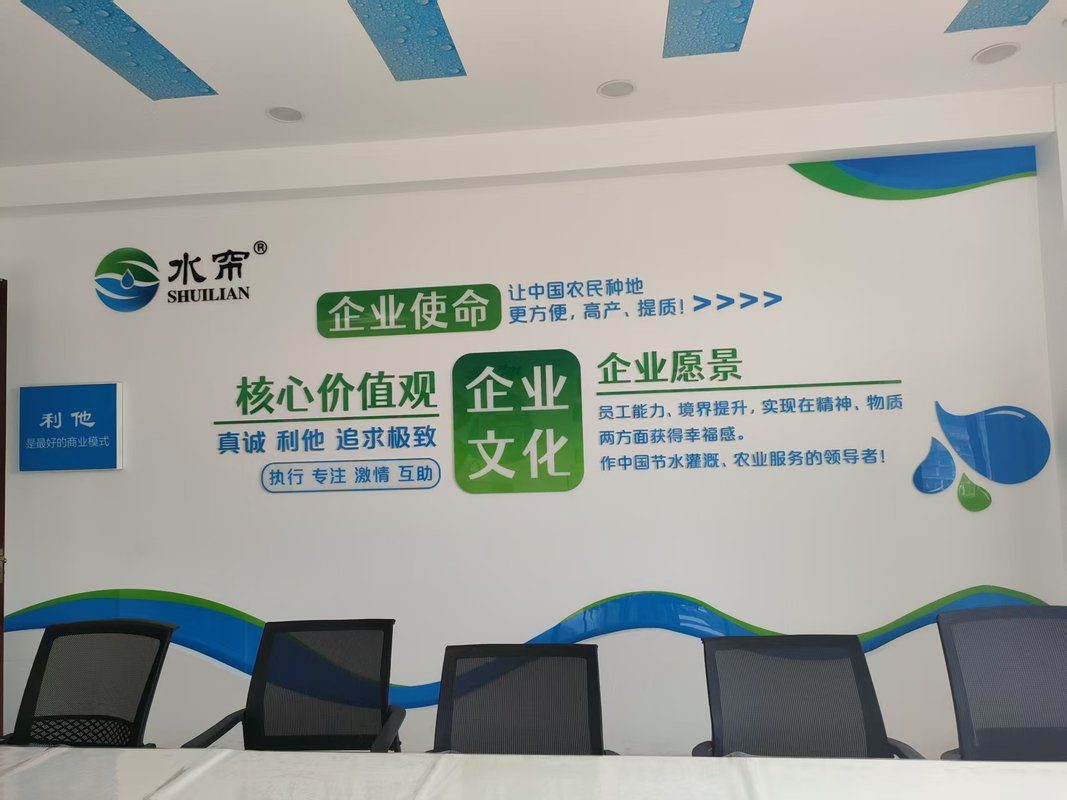 水帘®
SHUILIAN
企业使命
让中国农民种地
更方便，高产、提质！>>>>
核心价值观
真诚 利他 追求极致
执行 专注 激情 互助
企业
文化
企业愿景
员工能力、境界提升，实现在精神、物质
两方面获得幸福感。
作中国节水灌溉、农业服务的领导者！
利他
是最好的商业模式